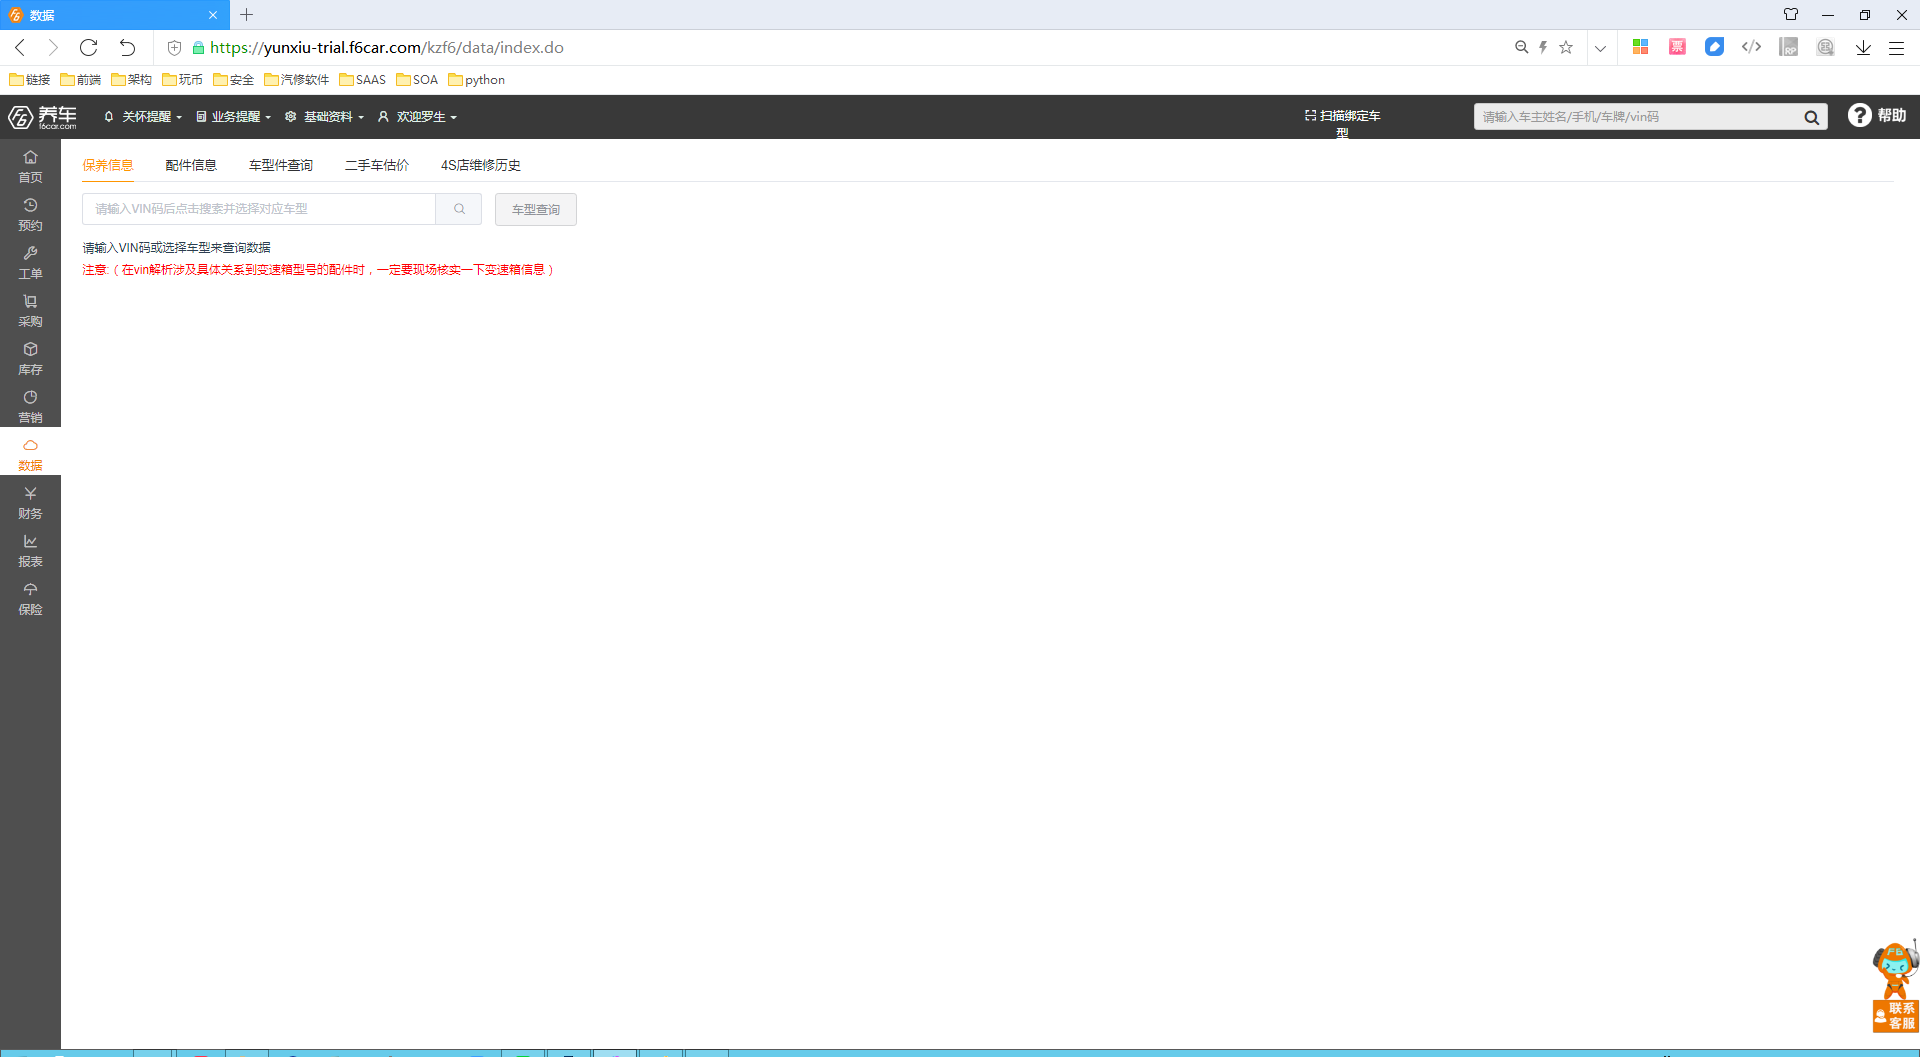 数据
https://yunxiu-trial.f6car.com/kzf6/data/index.do
票
RP
链接 前端 架构 玩币 安全 汽修软件 SAAS SOA python
F6 养车 f6car.com 关怀提醒 业务提醒 基础资料 欢迎罗生 扫描绑定车型 请输入车主姓名/手机/车牌/vin码 帮助
首页
预约
工单
采购
库存
营销
数据
财务
报表
保险
保养信息 配件信息 车型件查询 二手车估价 4S店维修历史
请输入VIN码后点击搜索并选择对应车型 车型查询
请输入VIN码或选择车型来查询数据
注意:（在vin解析涉及具体关系到变速箱型号的配件时，一定要现场核实一下变速箱信息）
F6
联系
客服